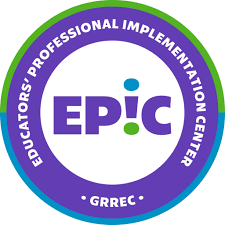 EDUCATORS' PROFESSIONAL IMPLEMENTATION CENTER
EP!C
• GRREC •